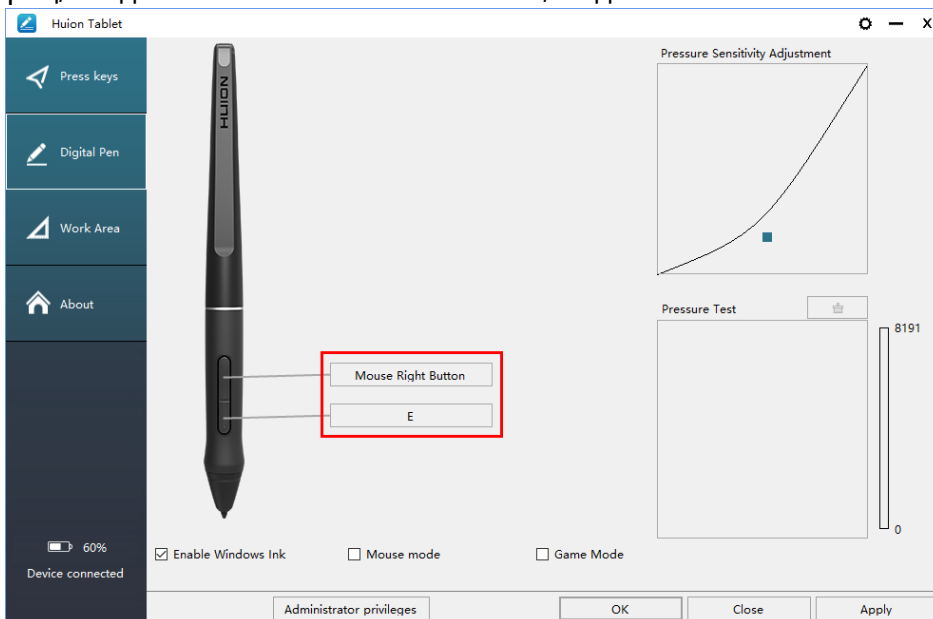 Huion Tablet
X
Press keys
Digital Pen
Work Area
About
60%
Device connected
HUION
Mouse Right Button
E
Pressure Sensitivity Adjustment
Pressure Test
8191
0
Enable Windows Ink
Mouse mode
Game Mode
Administrator privileges
OK
Close
Apply